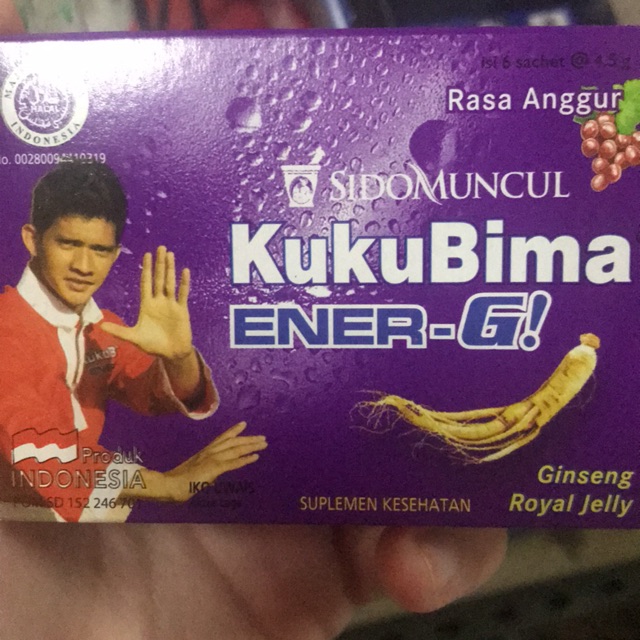 isi 6 sachet @ 4,5 g
Rasa Anggur
HALAL
INDONESIA
SIDOMUNCUL
KukuBima
ENER-G!
Produk
INDONESIA
IKO UWAIS
Ginseng
Royal Jelly
SUPLEMEN KESEHATAN